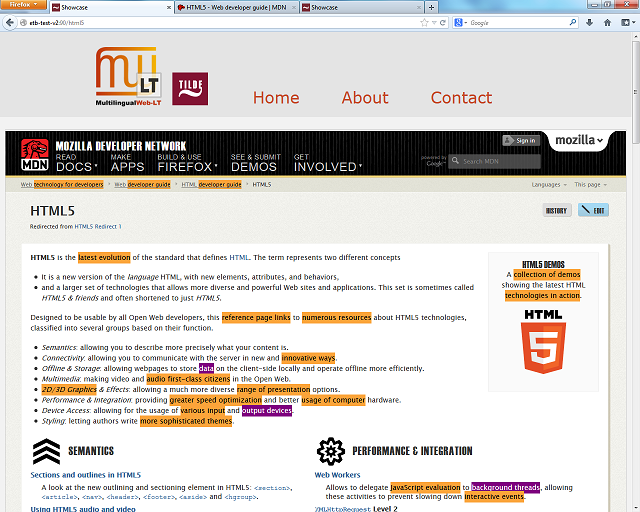 Firefox
Showcase
HTML5 - Web developer guide | MDN
Showcase
etb-test-v2:90/html5
Google
mu
LT
MultilingualWeb-LT
TILDE
Home About Contact
MDN
MOZILLA DEVELOPER NETWORK
READ DOCS
MAKE APPS
BUILD & USE FIREFOX
SEE & SUBMIT DEMOS
GET INVOLVED
Sign in
mozilla
powered by Google™
Search MDN
Web technology for developers Web developer guide HTML developer guide HTML5
Languages This page
HTML5
HISTORY EDIT
Redirected from HTML5 Redirect 1
HTML5 is the latest evolution of the standard that defines HTML. The term represents two different concepts
It is a new version of the language HTML, with new elements, attributes, and behaviors,
and a larger set of technologies that allows more diverse and powerful Web sites and applications. This set is sometimes called
HTML5 & friends and often shortened to just HTML5.
Designed to be usable by all Open Web developers, this reference page links to numerous resources about HTML5 technologies,
classified into several groups based on their function.
Semantics: allowing you to describe more precisely what your content is.
Connectivity: allowing you to communicate with the server in new and innovative ways.
Offline & Storage: allowing webpages to store data on the client-side locally and operate offline more efficiently.
Multimedia: making video and audio first-class citizens in the Open Web.
2D/3D Graphics & Effects: allowing a much more diverse range of presentation options.
Performance & Integration: providing greater speed optimization and better usage of computer hardware.
Device Access: allowing for the usage of various input and output devices.
Styling: letting authors write more sophisticated themes.
HTML5 DEMOS
A collection of demos
showing the latest HTML
technologies in action.
HTML
5
SEMANTICS
Sections and outlines in HTML5
A look at the new outlining and sectioning element in HTML5: <section>,
<article>, <nav>, <header>, <footer>, <aside> and <hgroup>.
Using HTML5 audio and video
PERFORMANCE & INTEGRATION
Web Workers
Allows to delegate JavaScript evaluation to background threads, allowing
these activities to prevent slowing down interactive events.
XMLHttpRequest Level 2